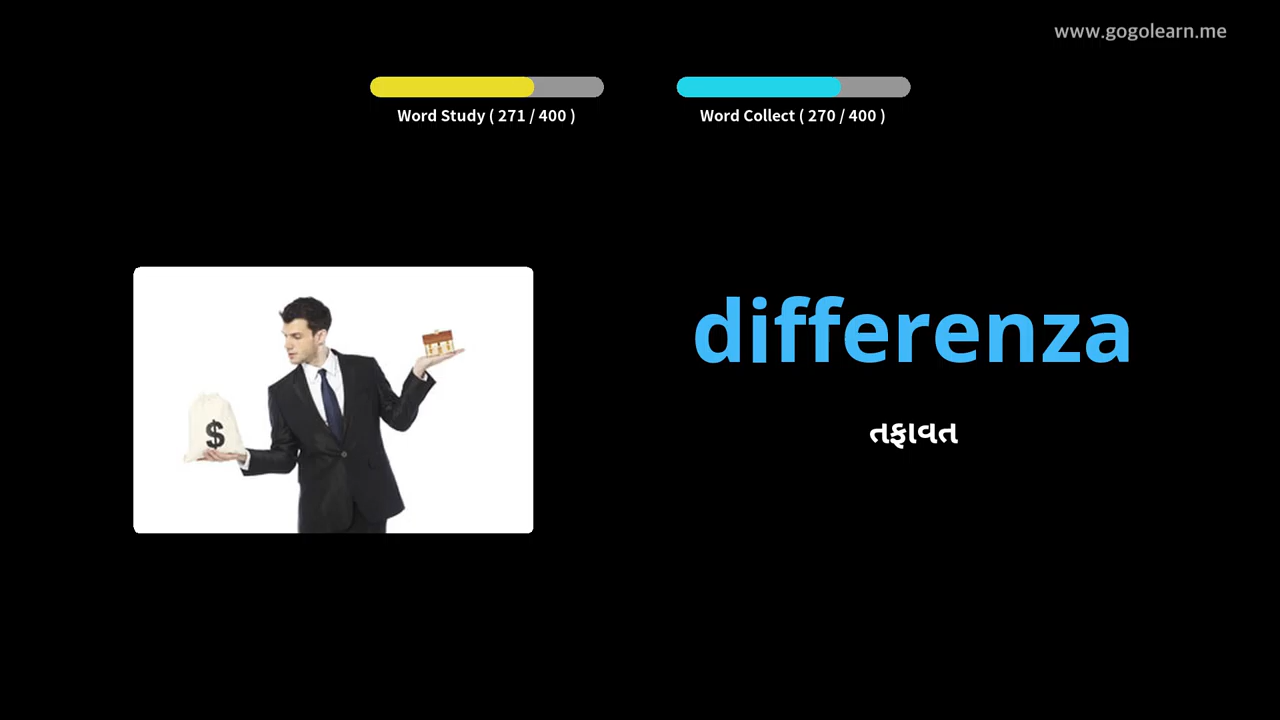 www.gogolearn.me
Word Study ( 271 / 400 )
Word Collect ( 270 / 400 )
differenza
તફાવત
$